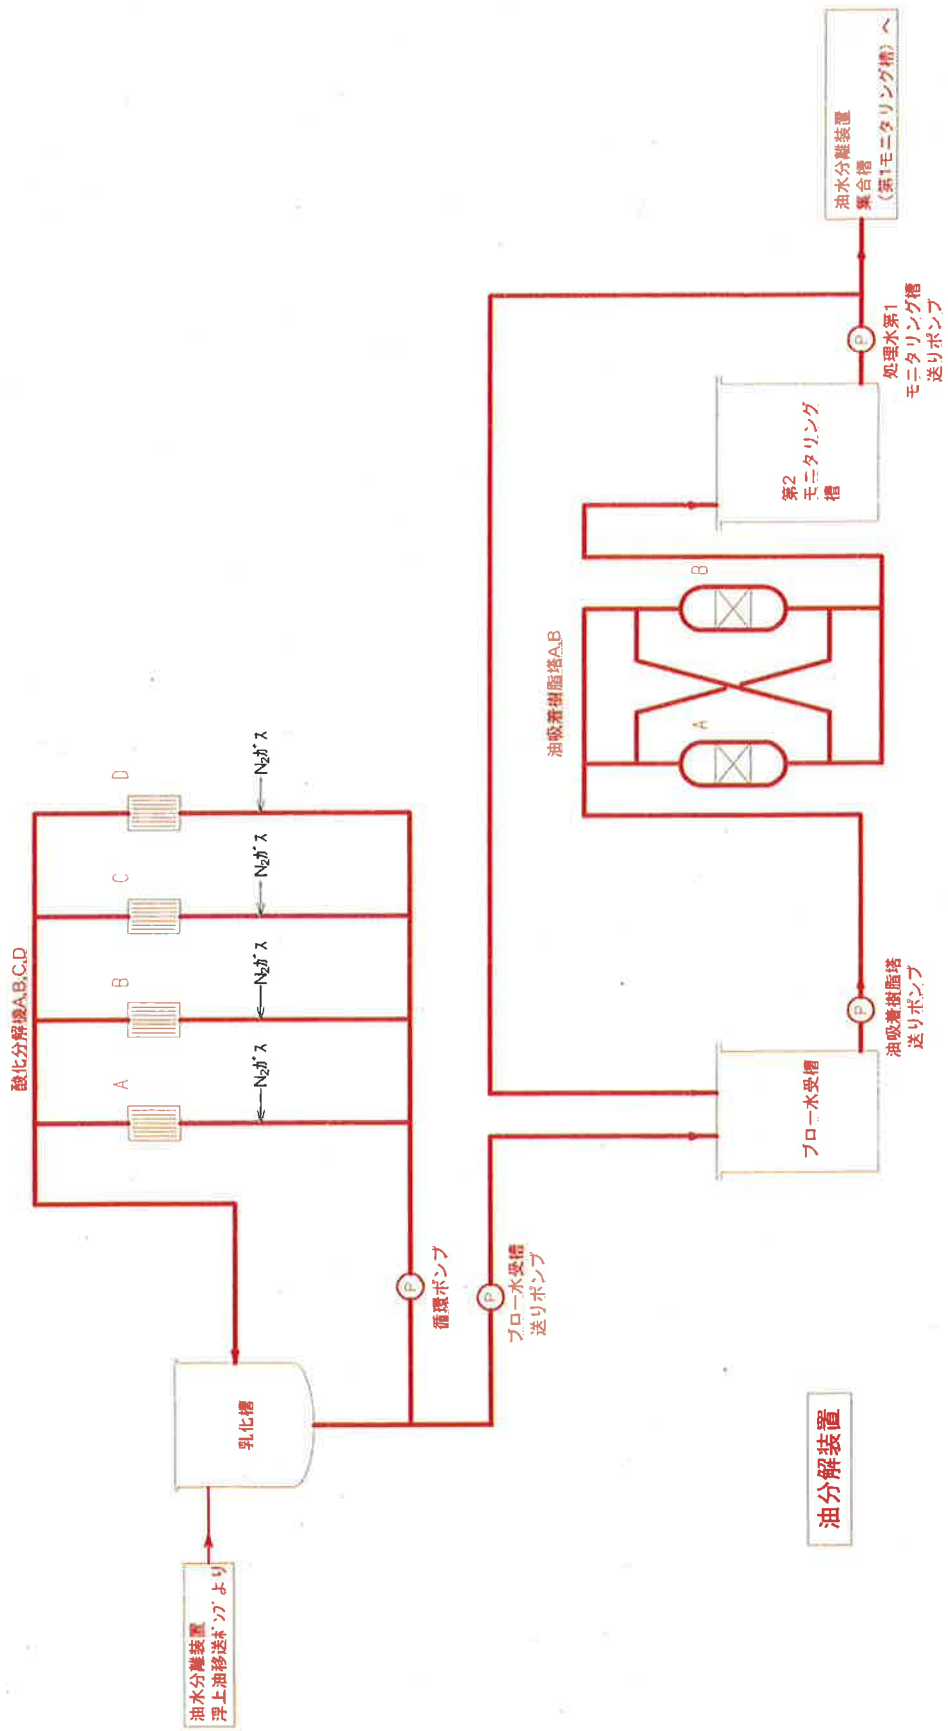 酸化分解機A,B,C,D
A
B
C
D
←N₂ガス
←N₂ガス
←N₂ガス
←N₂ガス
油水分離装置
浮上油移送ポンプより
乳化槽
P
循環ポンプ
P
ブロー水受槽
送りポンプ
ブロー水受槽
P
油吸着樹脂塔
送りポンプ
油吸着樹脂塔A,B
A
B
第2
モニタリング
槽
P
処理水第1
モニタリング槽
送りポンプ
油水分離装置
集合槽
(第1モニタリング槽)へ
油分解装置